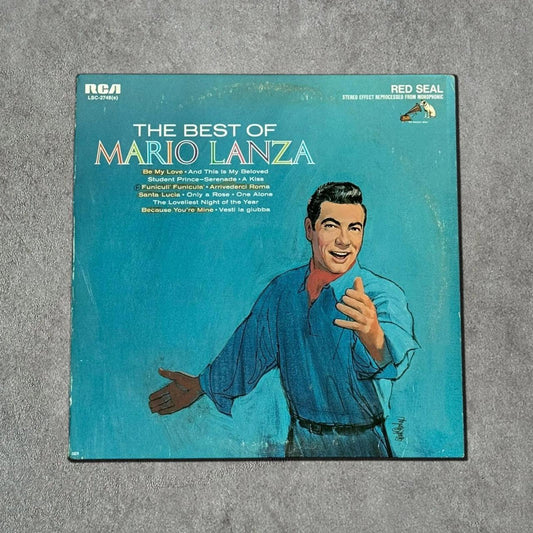 RCA
LSC-2748(e)
RED SEAL
STEREO EFFECT REPROCESSED FROM MONOPHONIC
THE BEST OF
MARIO LANZA
Be My Love • And This Is My Beloved
Student Prince—Serenade • A Kiss
Funiculi' Funicula' • Arrivederci Roma
Santa Lucia • Only a Rose • One Alone
The Loveliest Night of the Year
Because You're Mine • Vesti la giubba